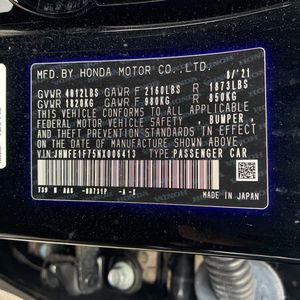 MFD.BY HONDA MOTOR CO.,LTD. 8/'21
GVWR 4012LBS GAWR F 2160LBS R 1873LBS
GVWR 1820KG GAWR F 980KG R 850KG
THIS VEHICLE CONFORMS TO ALL APPLICABLE
FEDERAL MOTOR VEHICLE SAFETY, BUMPER,
AND THEFT PREVENTION STANDARDS IN EFFECT
ON THE DATE OF MANUFACTURE SHOWN ABOVE.
V.I.N:JHMFE1F75NX006413 TYPE:PASSENGER CAR
MADE IN JAPAN